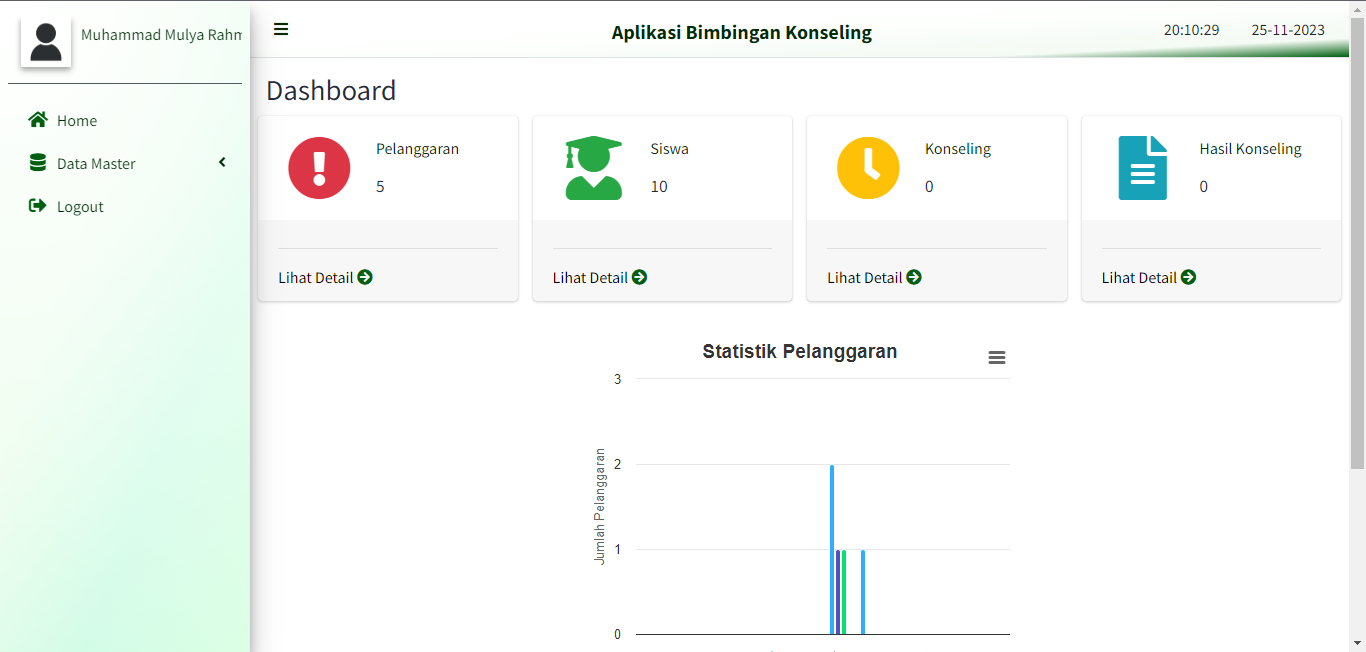 Muhammad Mulya Rahm
Aplikasi Bimbingan Konseling
20:10:29 25-11-2023
Home
Data Master
Logout
Dashboard
Pelanggaran
5
Lihat Detail
Siswa
10
Lihat Detail
Konseling
0
Lihat Detail
Hasil Konseling
0
Lihat Detail
Statistik Pelanggaran
Jumlah Pelanggaran
3
2
1
0